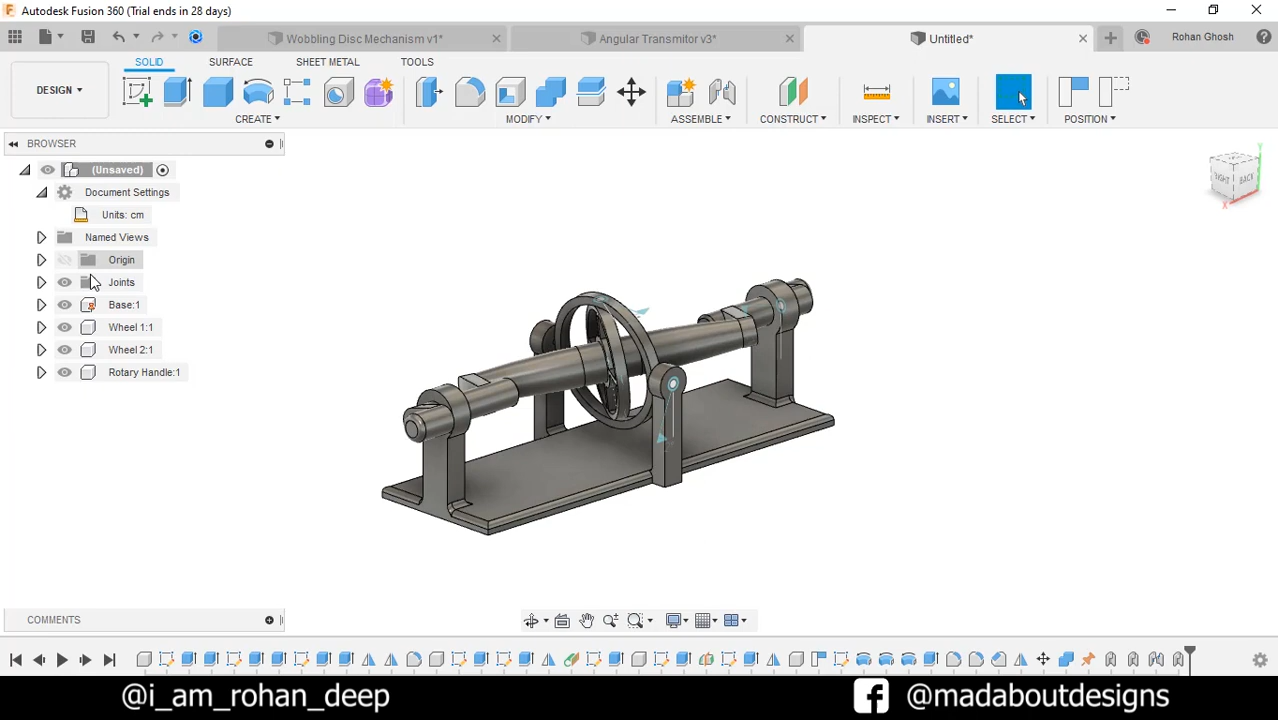 Autodesk Fusion 360 (Trial ends in 28 days)
Wobbling Disc Mechanism v1*
Angular Transmitor v3*
Untitled*
Rohan Ghosh
SOLID
SURFACE
SHEET METAL
TOOLS
DESIGN
CREATE
MODIFY
ASSEMBLE
CONSTRUCT
INSPECT
INSERT
SELECT
POSITION
BROWSER
(Unsaved)
Document Settings
Units: cm
Named Views
Origin
Joints
Base:1
Wheel 1:1
Wheel 2:1
Rotary Handle:1
Y
RIGHT
BACK
X
COMMENTS
@i_am_rohan_deep
@madaboutdesigns